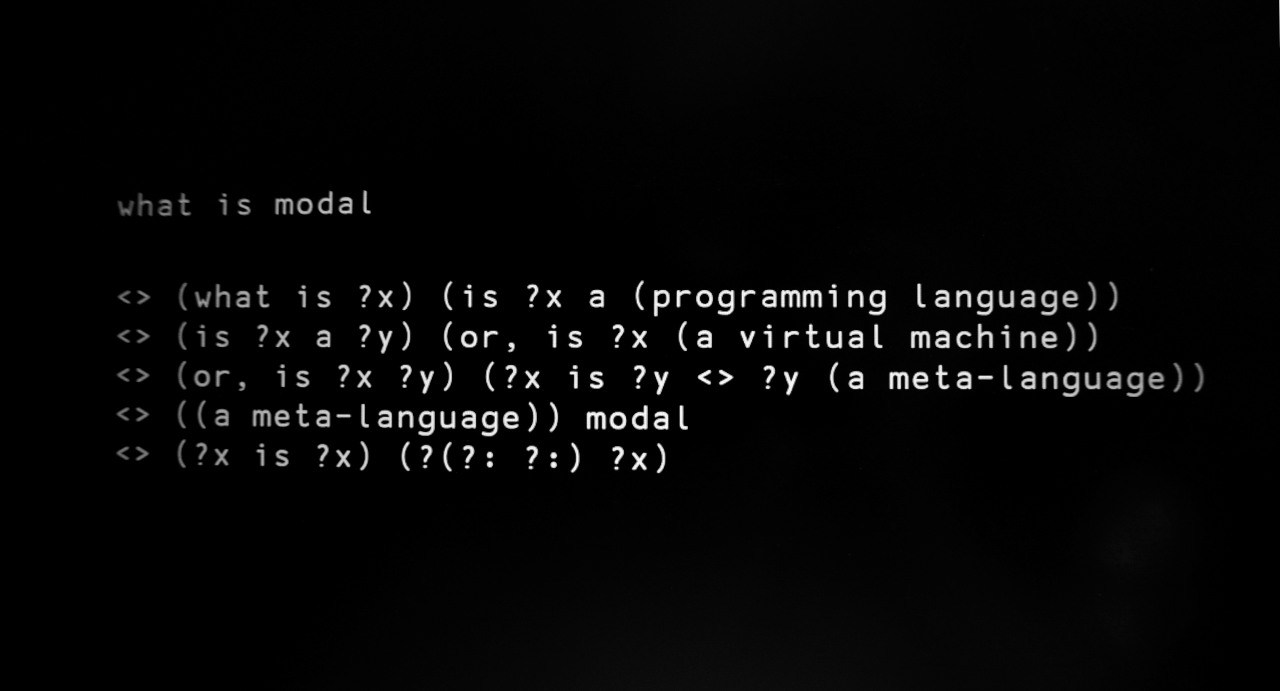 what is modal
<> (what is ?x) (is ?x a (programming language))
<> (is ?x a ?y) (or, is ?x (a virtual machine))
<> (or, is ?x ?y) (?x is ?y <> ?y (a meta-language))
<> ((a meta-language)) modal
<> (?x is ?x) (?(?: ?:) ?x)